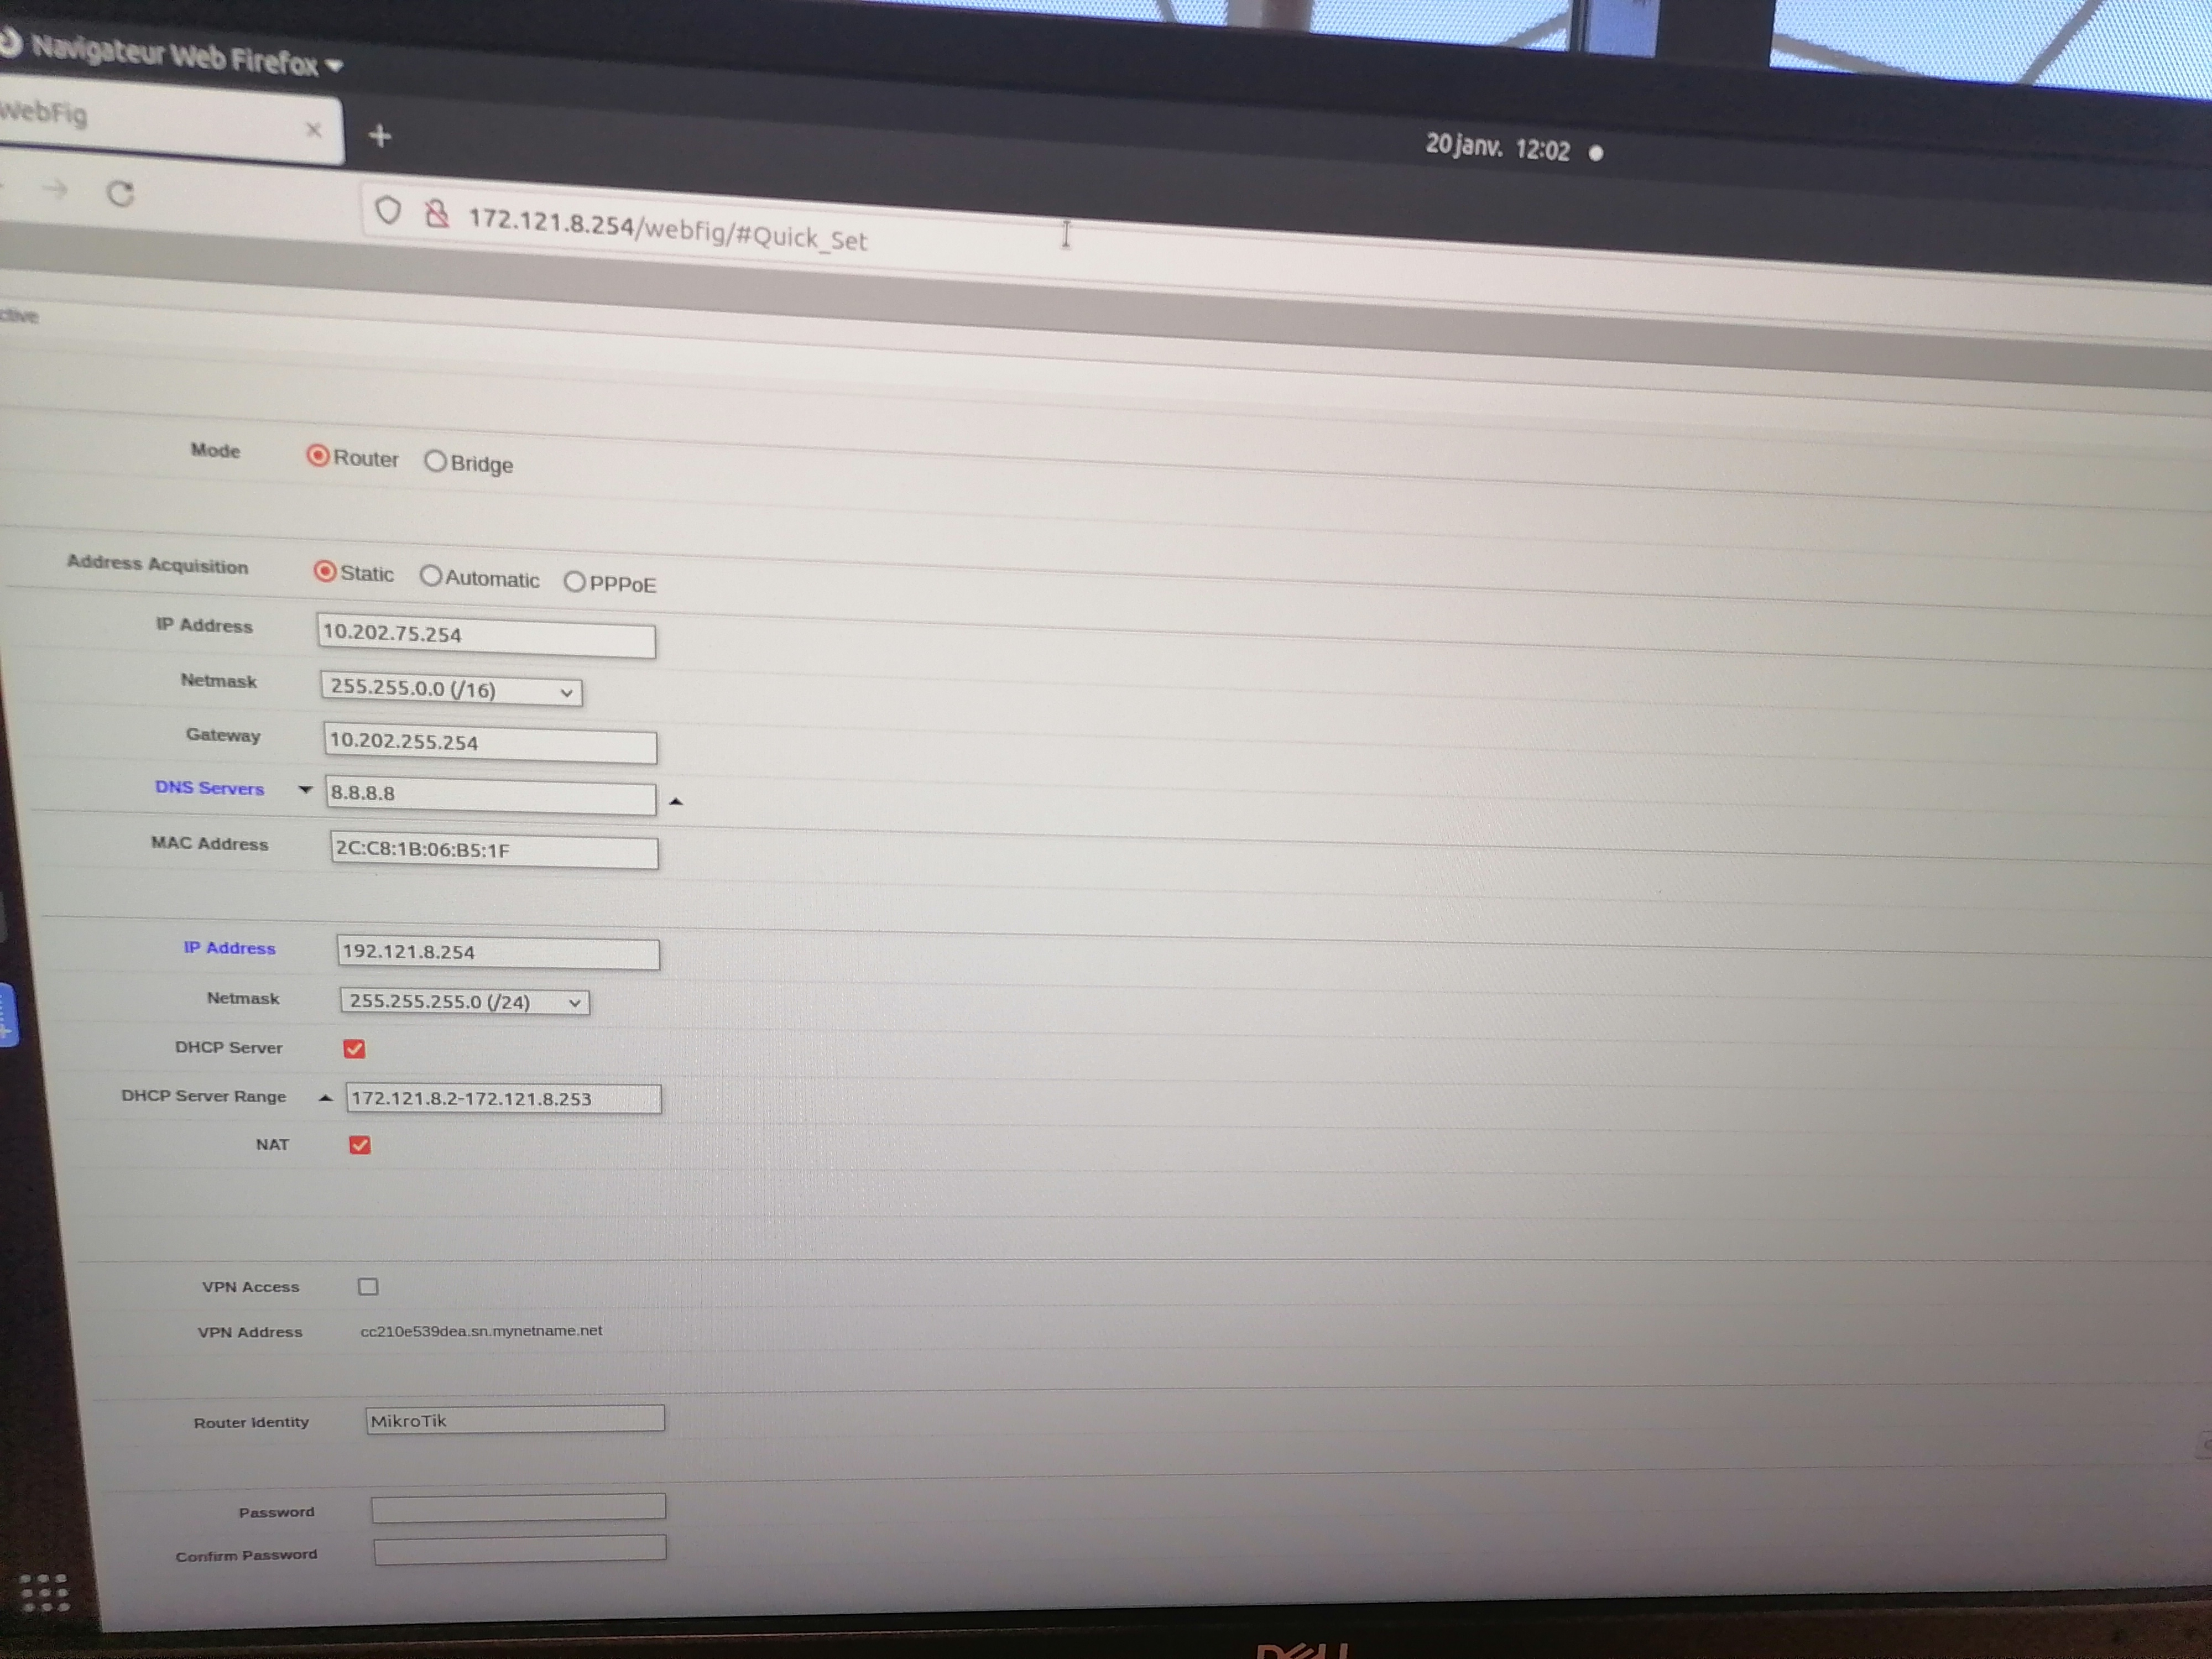 Navigateur Web Firefox
WebFig
20 janv. 12:02
172.121.8.254/webfig/#Quick_Set
Mode Router Bridge
Address Acquisition Static Automatic PPPoE
IP Address 10.202.75.254
Netmask 255.255.0.0 (/16)
Gateway 10.202.255.254
DNS Servers 8.8.8.8
MAC Address 2C:C8:1B:06:B5:1F
IP Address 192.121.8.254
Netmask 255.255.255.0 (/24)
DHCP Server
DHCP Server Range 172.121.8.2-172.121.8.253
NAT
VPN Access
VPN Address cc210e539dea.sn.mynetname.net
Router Identity MikroTik
Password
Confirm Password
DELL